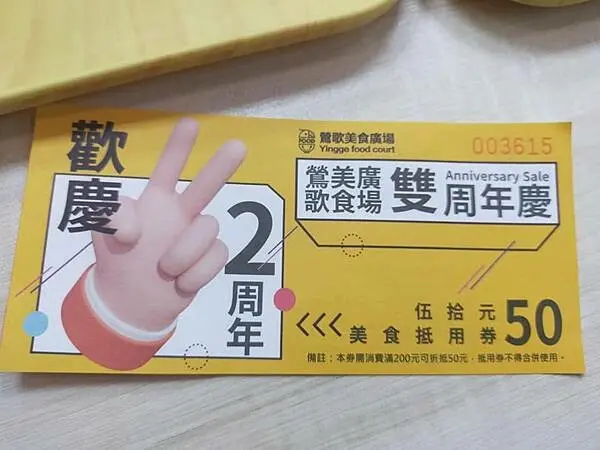 歡慶
2周年
FOOD
鶯歌美食廣場
Yingge food court
003615
鶯歌美食廣場
雙周年慶
Anniversary Sale
<<<
伍拾元
美食抵用券
50
備註：本券需消費滿200元可折抵50元，抵用券不得合併使用。